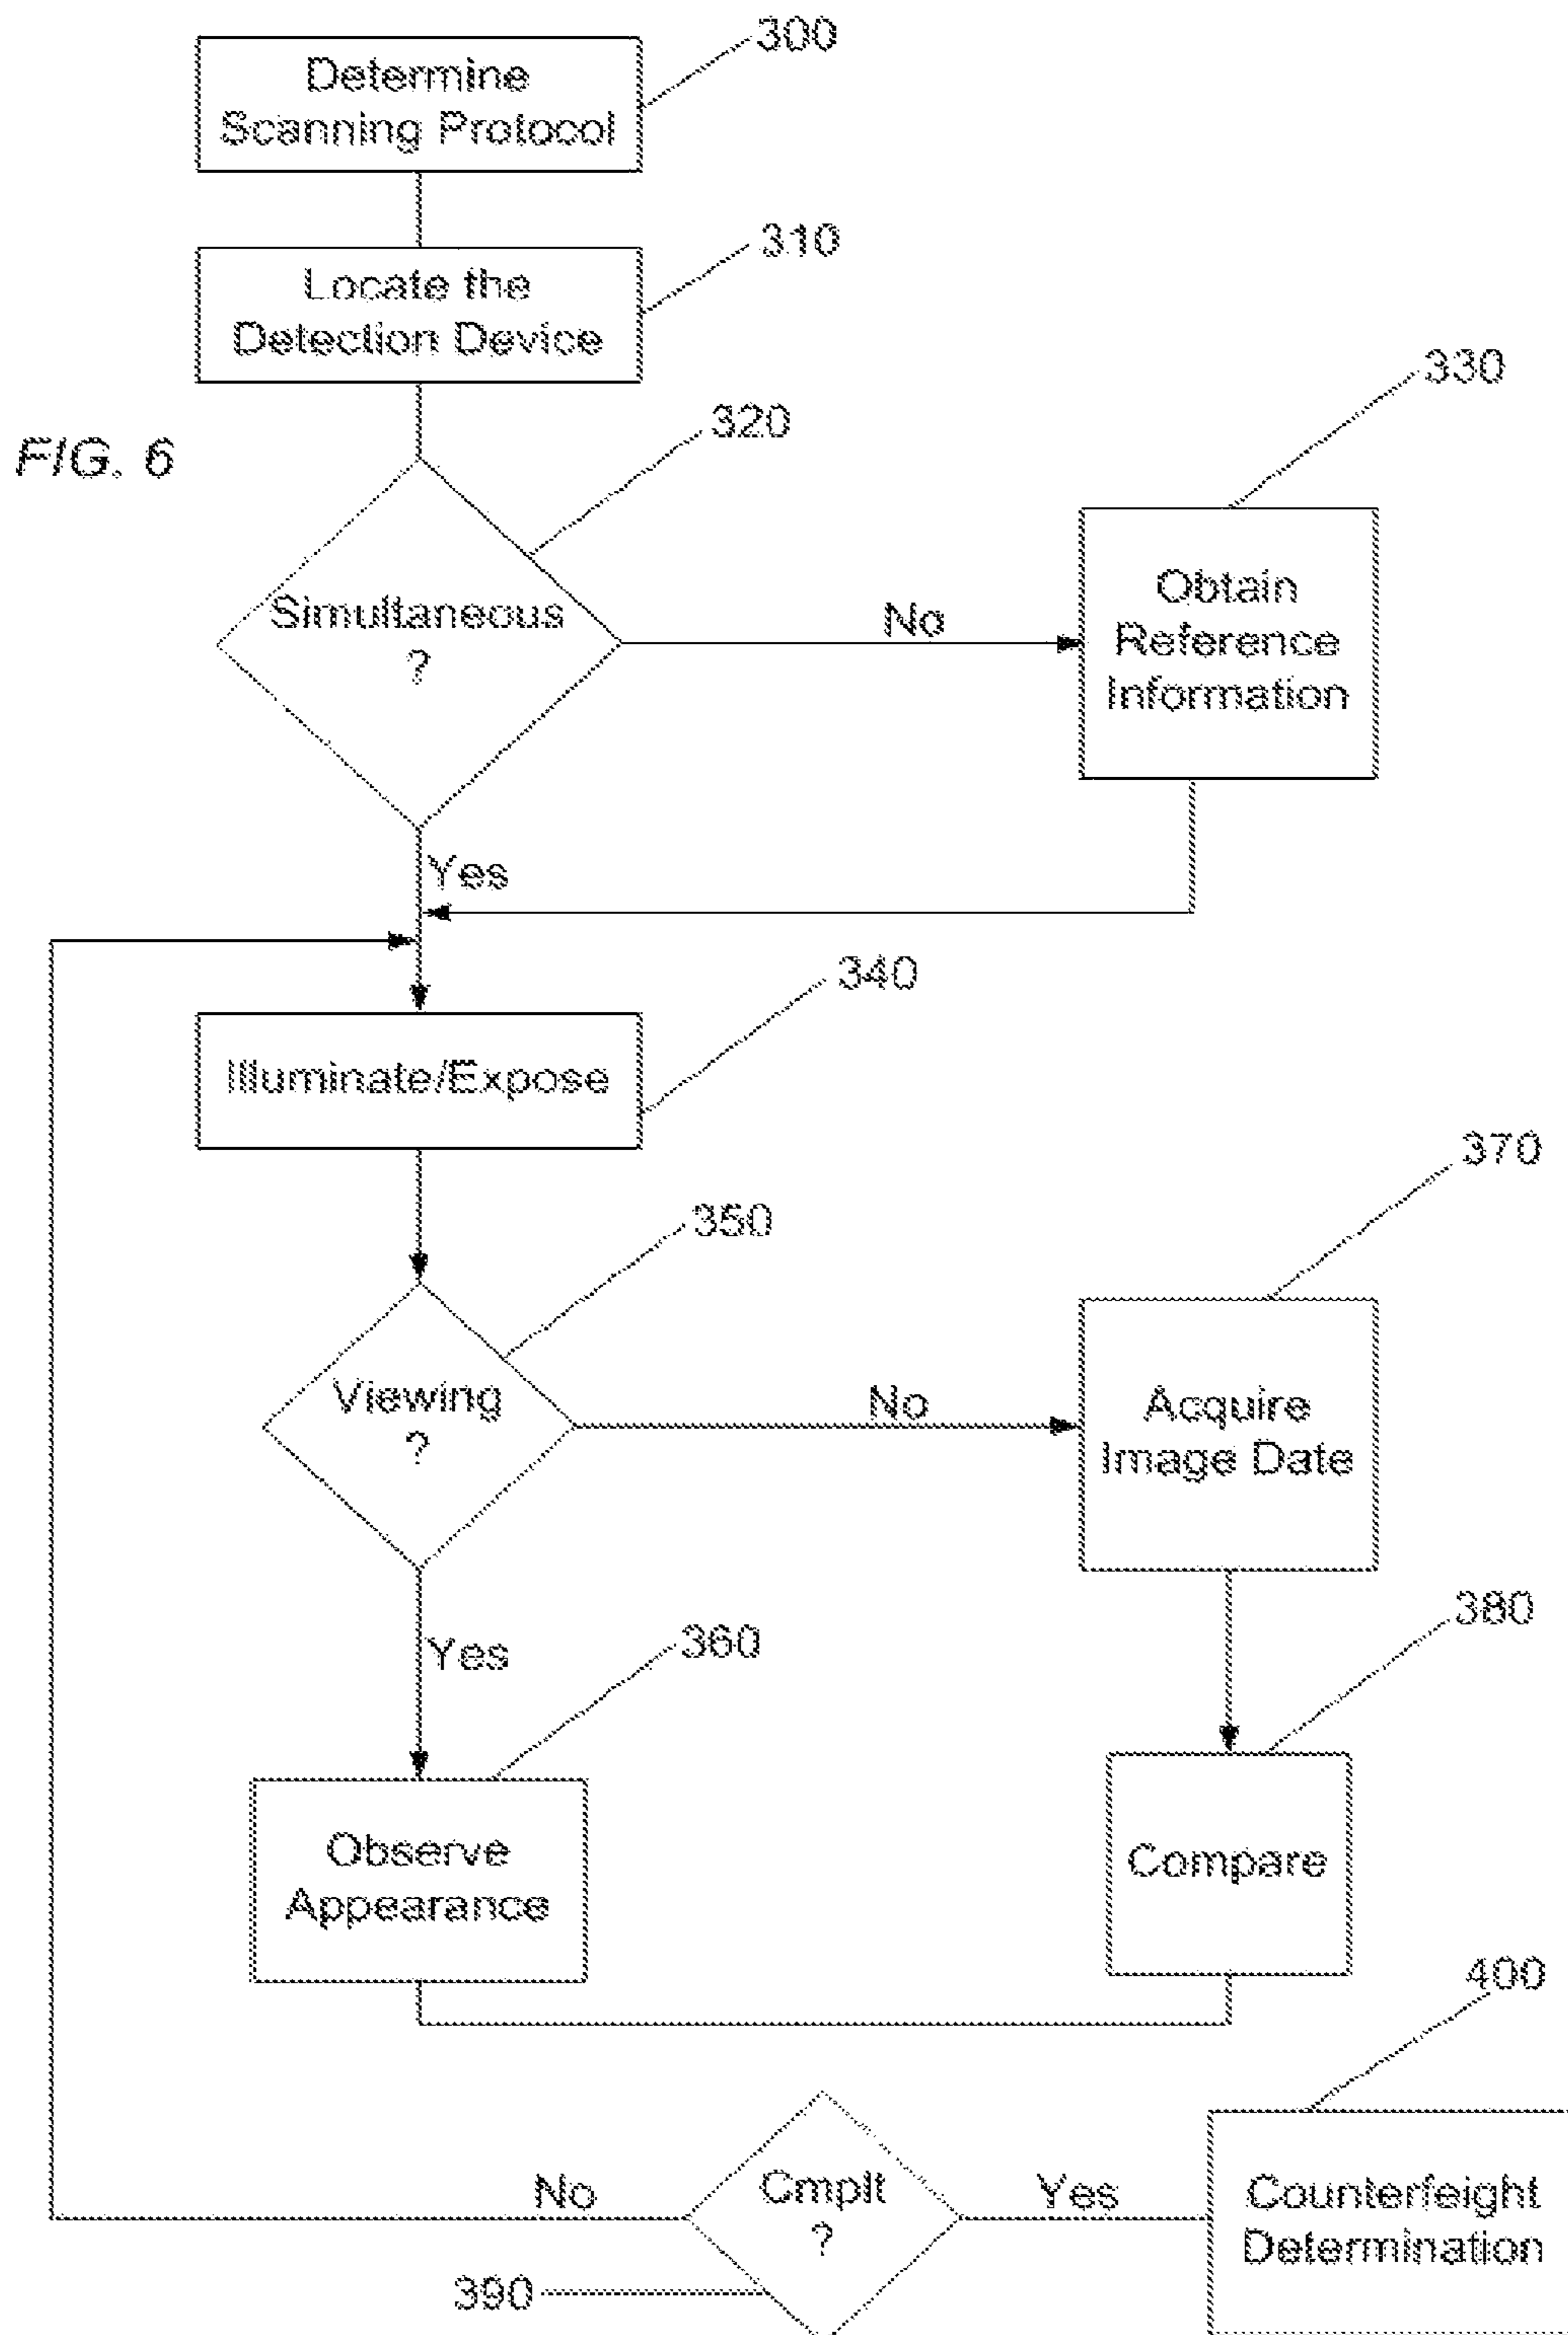 300
Determine
Scanning Protocol
310
Locate the
Detection Device
FIG. 6
320
330
Simultaneous
?
No
Obtain
Reference
Information
Yes
340
Illuminate/Expose
350
370
Viewing
?
No
Acquire
Image Date
Yes
360
380
Observe
Appearance
Compare
400
No
Cmplt
?
Yes
Counterfeight
Determination
390